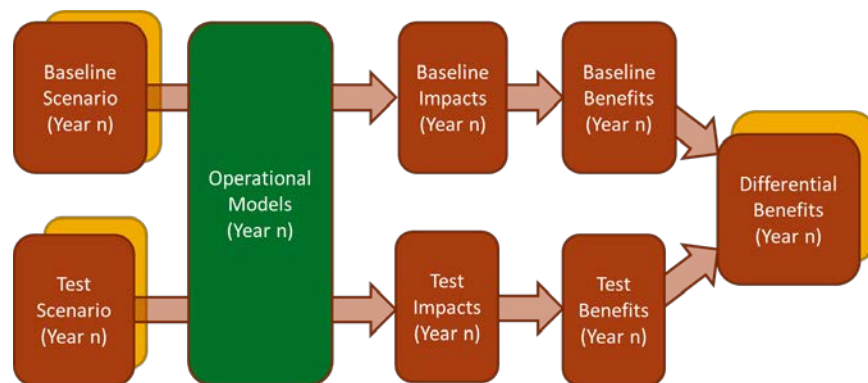 Baseline
Scenario
(Year n)
Operational
Models
(Year n)
Baseline
Impacts
(Year n)
Baseline
Benefits
(Year n)
Differential
Benefits
(Year n)
Test
Scenario
(Year n)
Test
Impacts
(Year n)
Test
Benefits
(Year n)